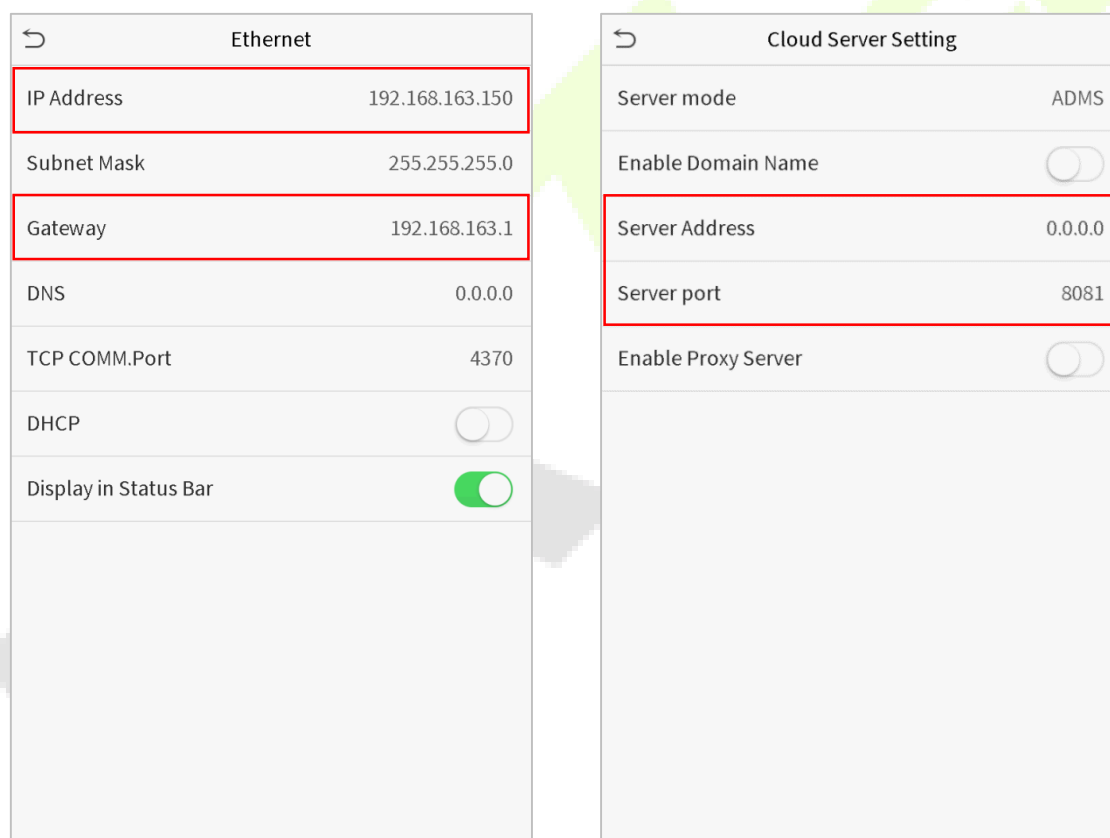 Ethernet
IP Address 192.168.163.150
Subnet Mask 255.255.255.0
Gateway 192.168.163.1
DNS 0.0.0.0
TCP COMM.Port 4370
DHCP
Display in Status Bar
Cloud Server Setting
Server mode ADMS
Enable Domain Name
Server Address 0.0.0.0
Server port 8081
Enable Proxy Server